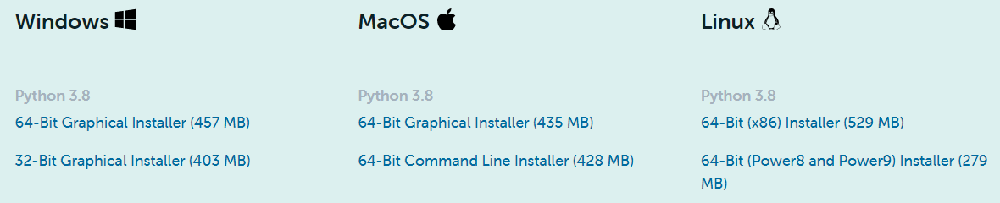 Windows
Python 3.8
64-Bit Graphical Installer (457 MB)
32-Bit Graphical Installer (403 MB)
MacOS
Python 3.8
64-Bit Graphical Installer (435 MB)
64-Bit Command Line Installer (428 MB)
Linux
Python 3.8
64-Bit (x86) Installer (529 MB)
64-Bit (Power8 and Power9) Installer (279
MB)